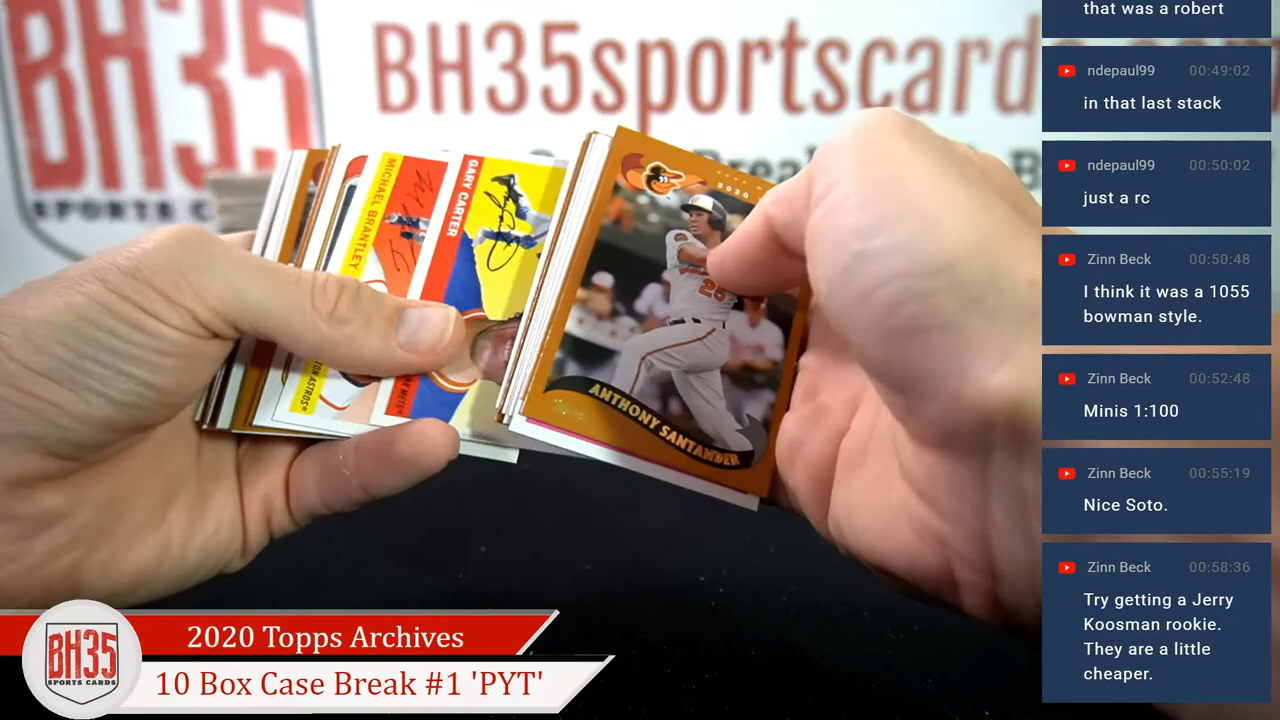 BH35
SPORTS C
BH35sportscard
2020
25
ANTHONY SANTANDER
GARY CARTER
MICHAEL BRANTLEY
METS
TON ASTROS
that was a robert
ndepaul99 00:49:02
in that last stack
ndepaul99 00:50:02
just a rc
Zinn Beck 00:50:48
I think it was a 1055
bowman style.
Zinn Beck 00:52:48
Minis 1:100
Zinn Beck 00:55:19
Nice Soto.
Zinn Beck 00:58:36
Try getting a Jerry
Koosman rookie.
They are a little
cheaper.
2020 Topps Archives
10 Box Case Break #1 'PYT'
BH35
SPORTS CARDS